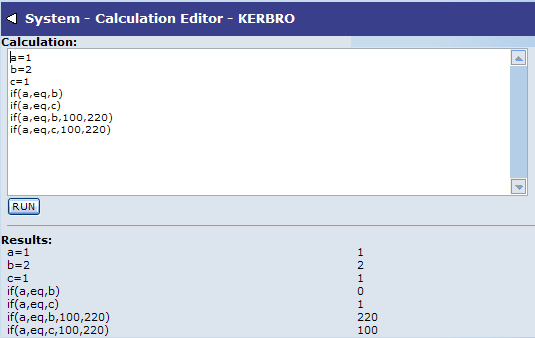 System - Calculation Editor - KERBRO
Calculation:
a=1
b=2
c=1
if(a,eq,b)
if(a,eq,c)
if(a,eq,b,100,220)
if(a,eq,c,100,220)
RUN
Results:
a=1 1
b=2 2
c=1 1
if(a,eq,b) 0
if(a,eq,c) 1
if(a,eq,b,100,220) 220
if(a,eq,c,100,220) 100